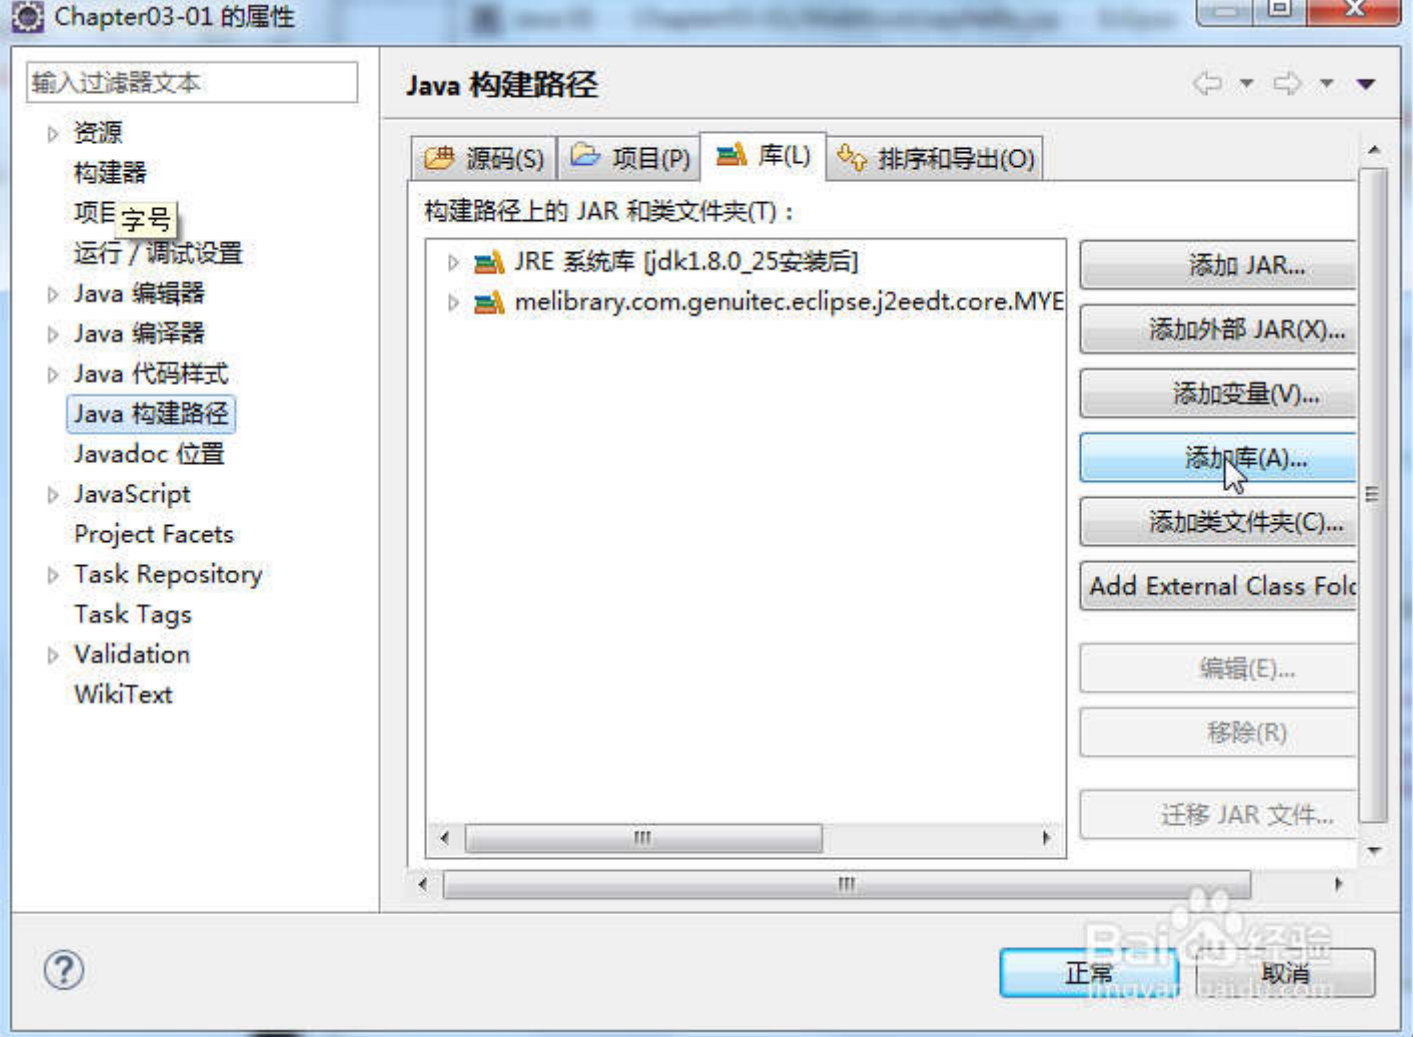 Chapter03-01 的属性
输入过滤器文本
资源
构建器
项目
字号
运行 / 调试设置
Java 编辑器
Java 编译器
Java 代码样式
Java 构建路径
Javadoc 位置
JavaScript
Project Facets
Task Repository
Task Tags
Validation
WikiText
Java 构建路径
源码(S)
项目(P)
库(L)
排序和导出(O)
构建路径上的 JAR 和类文件夹(T)：
JRE 系统库 [jdk1.8.0_25安装后]
melibrary.com.genuitec.eclipse.j2eedt.core.MYE
添加 JAR...
添加外部 JAR(X)...
添加变量(V)...
添加库(A)...
添加类文件夹(C)...
Add External Class Fold
编辑(E)...
移除(R)
迁移 JAR 文件...
Baidu经验
正常
取消